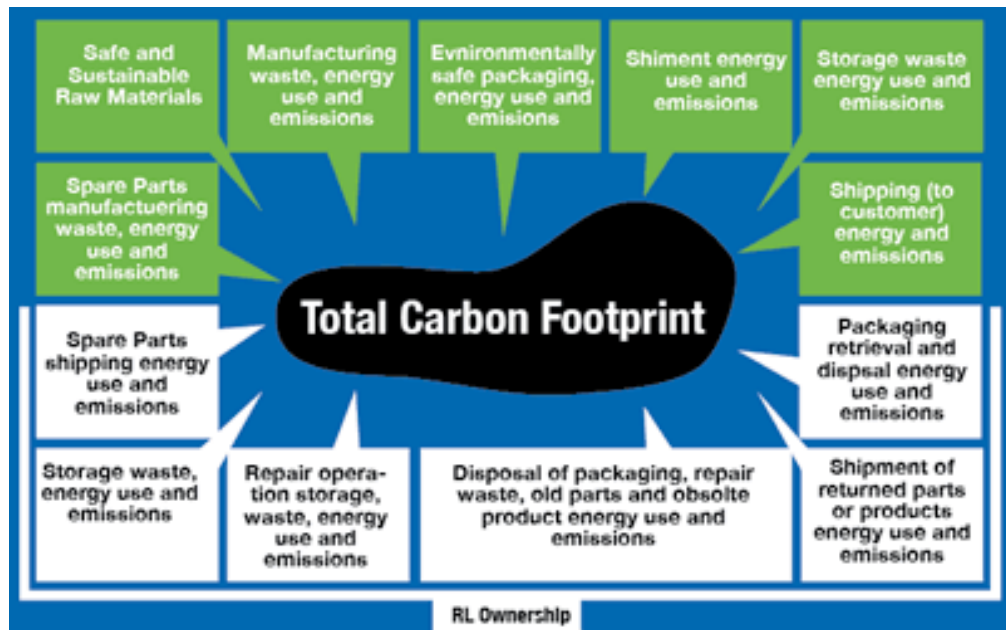 Safe and
Sustainable
Raw Materials
Manufacturing
waste, energy
use and
emissions
Evnironmentally
safe packaging,
energy use and
emisions
Shiment energy
use and
emissions
Storage waste
energy use and
emissions
Spare Parts
manufactuering
waste, energy
use and
emissions
Shipping (to
customer)
energy and
emissions
Total Carbon Footprint
Spare Parts
shipping energy
use and
emissions
Packaging
retrieval and
dispsal energy
use and
emissions
Storage waste,
energy use and
emissions
Repair opera-
tion storage,
waste, energy
use and
emissions
Disposal of packaging, repair
waste, old parts and obsolte
product energy use and
emissions
Shipment of
returned parts
or products
energy use and
emissions
RL Ownership